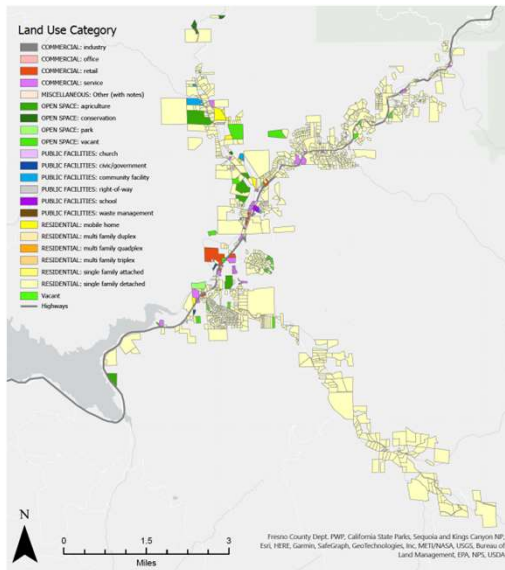 Land Use Category
COMMERCIAL: industry
COMMERCIAL: office
COMMERCIAL: retail
COMMERCIAL: service
MISCELLANEOUS: Other (with notes)
OPEN SPACE: agriculture
OPEN SPACE: conservation
OPEN SPACE: park
OPEN SPACE: vacant
PUBLIC FACILITIES: church
PUBLIC FACILITIES: civic/government
PUBLIC FACILITIES: community facility
PUBLIC FACILITIES: right-of-way
PUBLIC FACILITIES: school
PUBLIC FACILITIES: waste management
RESIDENTIAL: mobile home
RESIDENTIAL: multi family duplex
RESIDENTIAL: multi family quadplex
RESIDENTIAL: multi family triplex
RESIDENTIAL: single family attached
RESIDENTIAL: single family detached
Vacant
Highways
N
0 1.5 3
Miles
Fresno County Dept. PWP, California State Parks, Sequoia and Kings Canyon NP,
Esri, HERE, Garmin, SafeGraph, GeoTechnologies, Inc, METI/NASA, USGS, Bureau of
Land Management, EPA, NPS, USDA